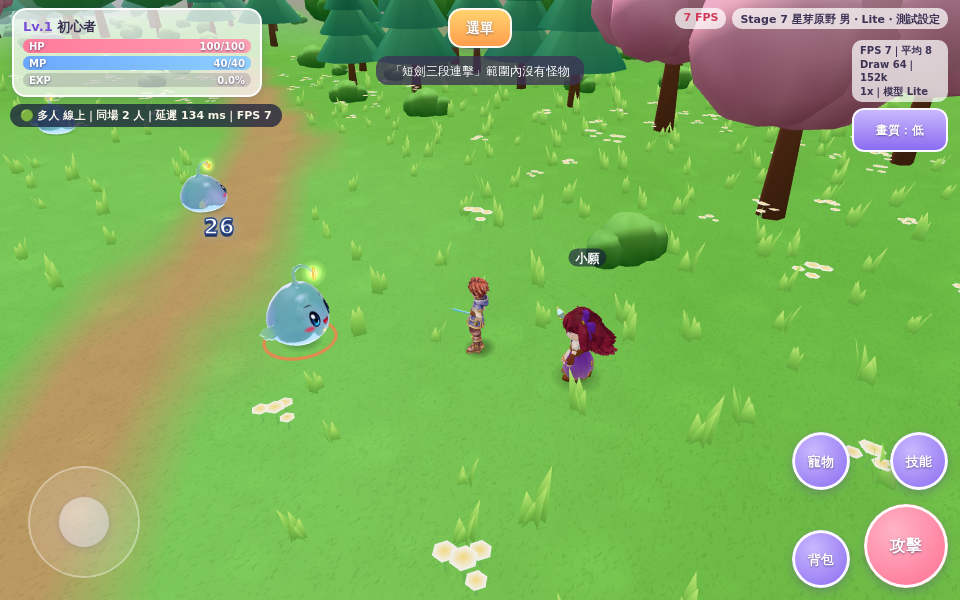 Lv.1 初心者
HP 100/100
MP 40/40
EXP 0.0%
🟢 多人 線上 | 同場 2 人 | 延遲 134 ms | FPS 7
選單
「短劍三段連擊」範圍內沒有怪物
7 FPS
Stage 7 星芽原野 男・Lite・測試設定
FPS 7 | 平均 8
Draw 64 |
152k
1x | 模型 Lite
畫質：低
26
小願
寵物
技能
背包
攻擊